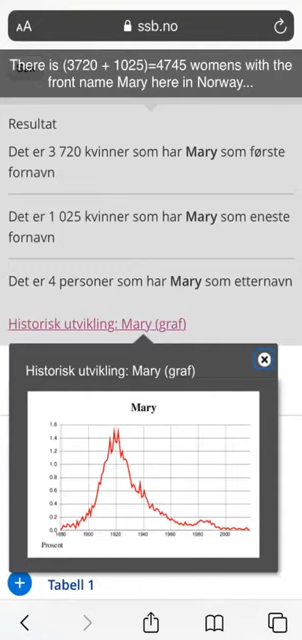 AA
ssb.no
There is (3720 + 1025)=4745 womens with the
front name Mary here in Norway...
Resultat
Det er 3 720 kvinner som har Mary som første
fornavn
Det er 1 025 kvinner som har Mary som eneste
fornavn
Det er 4 personer som har Mary som etternavn
Historisk utvikling: Mary (graf)
Historisk utvikling: Mary (graf)
Mary
1.6
1.4
1.2
1.0
0.8
0.6
0.4
0.2
0.0
1880 1900 1920 1940 1960 1980 2000
Prosent
Tabell 1